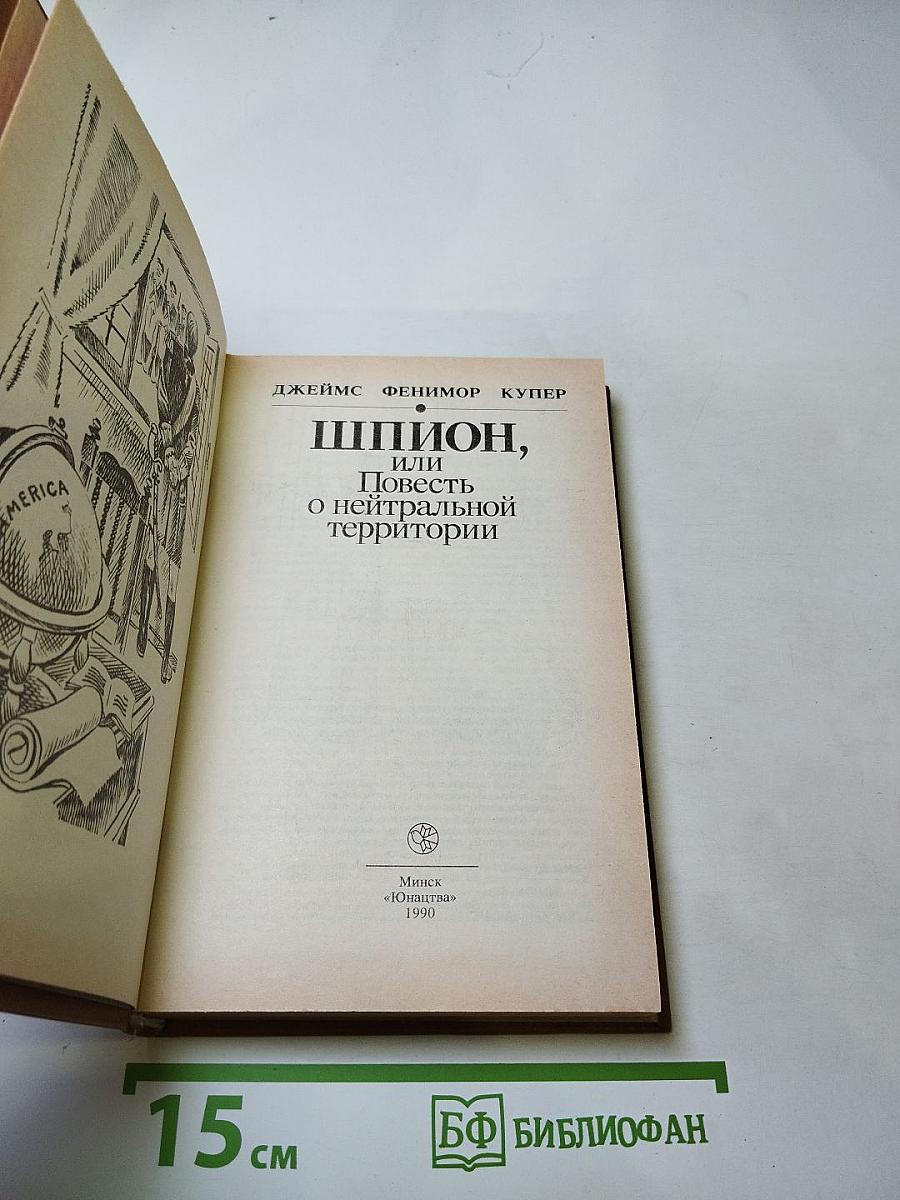 AMERICA
ДЖЕЙМС ФЕНИМОР КУПЕР
ШПИОН,
или
Повесть
о нейтральной
территории
Минск
«Юнацтва»
1990
15 см
БФ БИБЛИОФАН